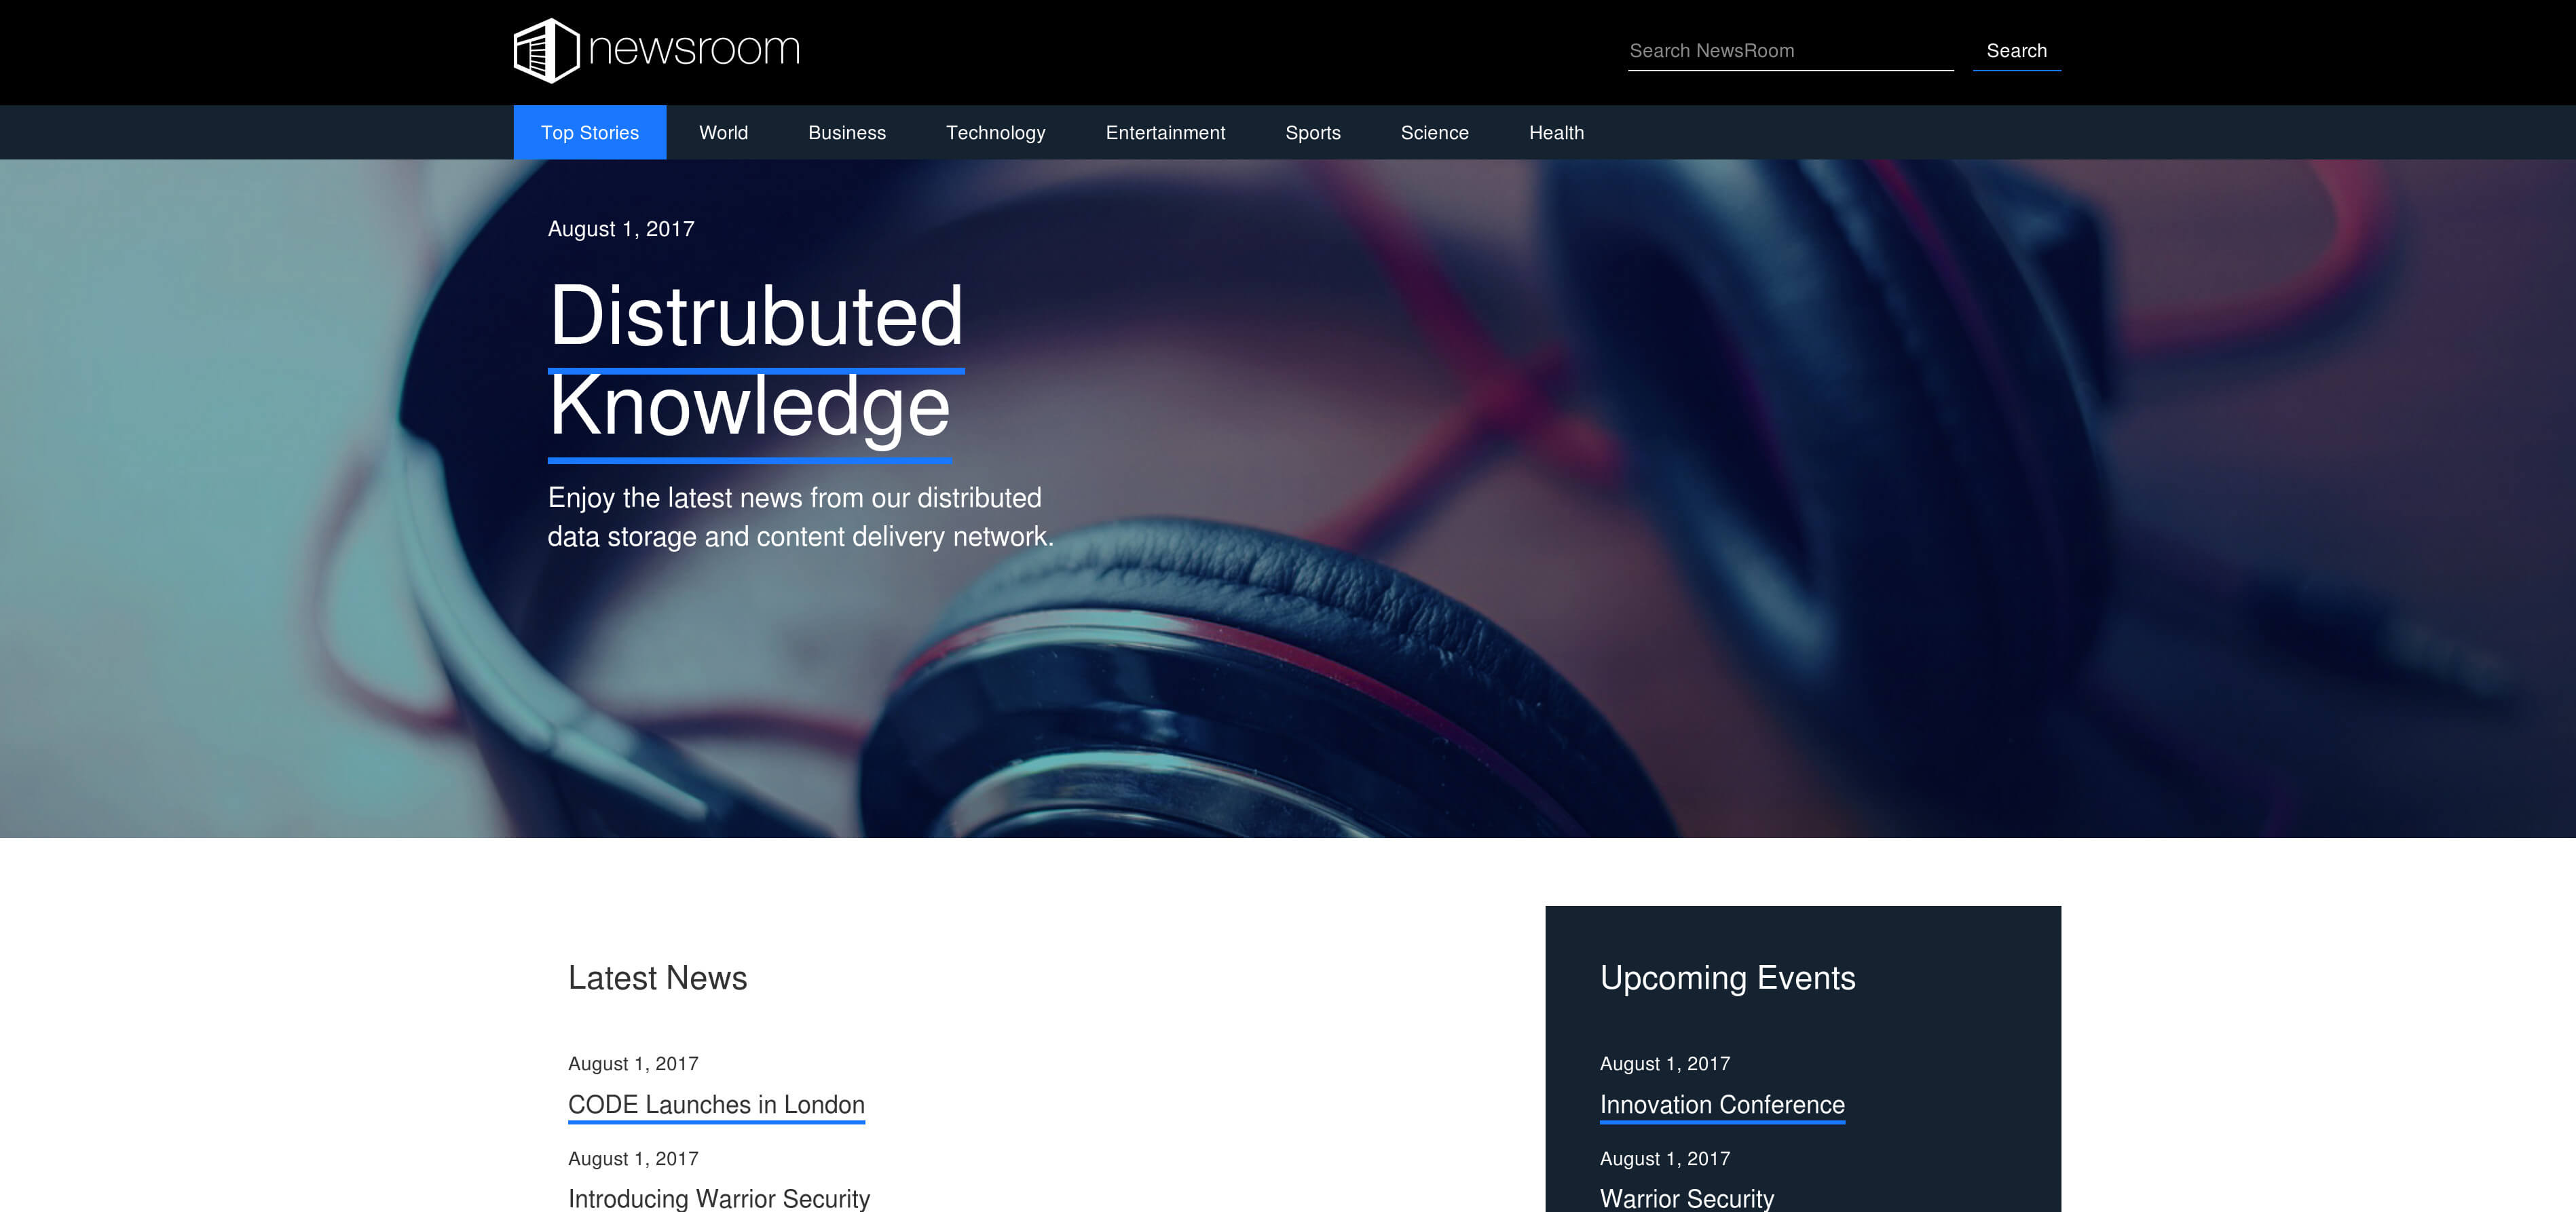 newsroom
Search NewsRoom
Search
Top Stories
World
Business
Technology
Entertainment
Sports
Science
Health
August 1, 2017
Distrubuted
Knowledge
Enjoy the latest news from our distributed
data storage and content delivery network.
Latest News
August 1, 2017
CODE Launches in London
August 1, 2017
Introducing Warrior Security
Upcoming Events
August 1, 2017
Innovation Conference
August 1, 2017
Warrior Security